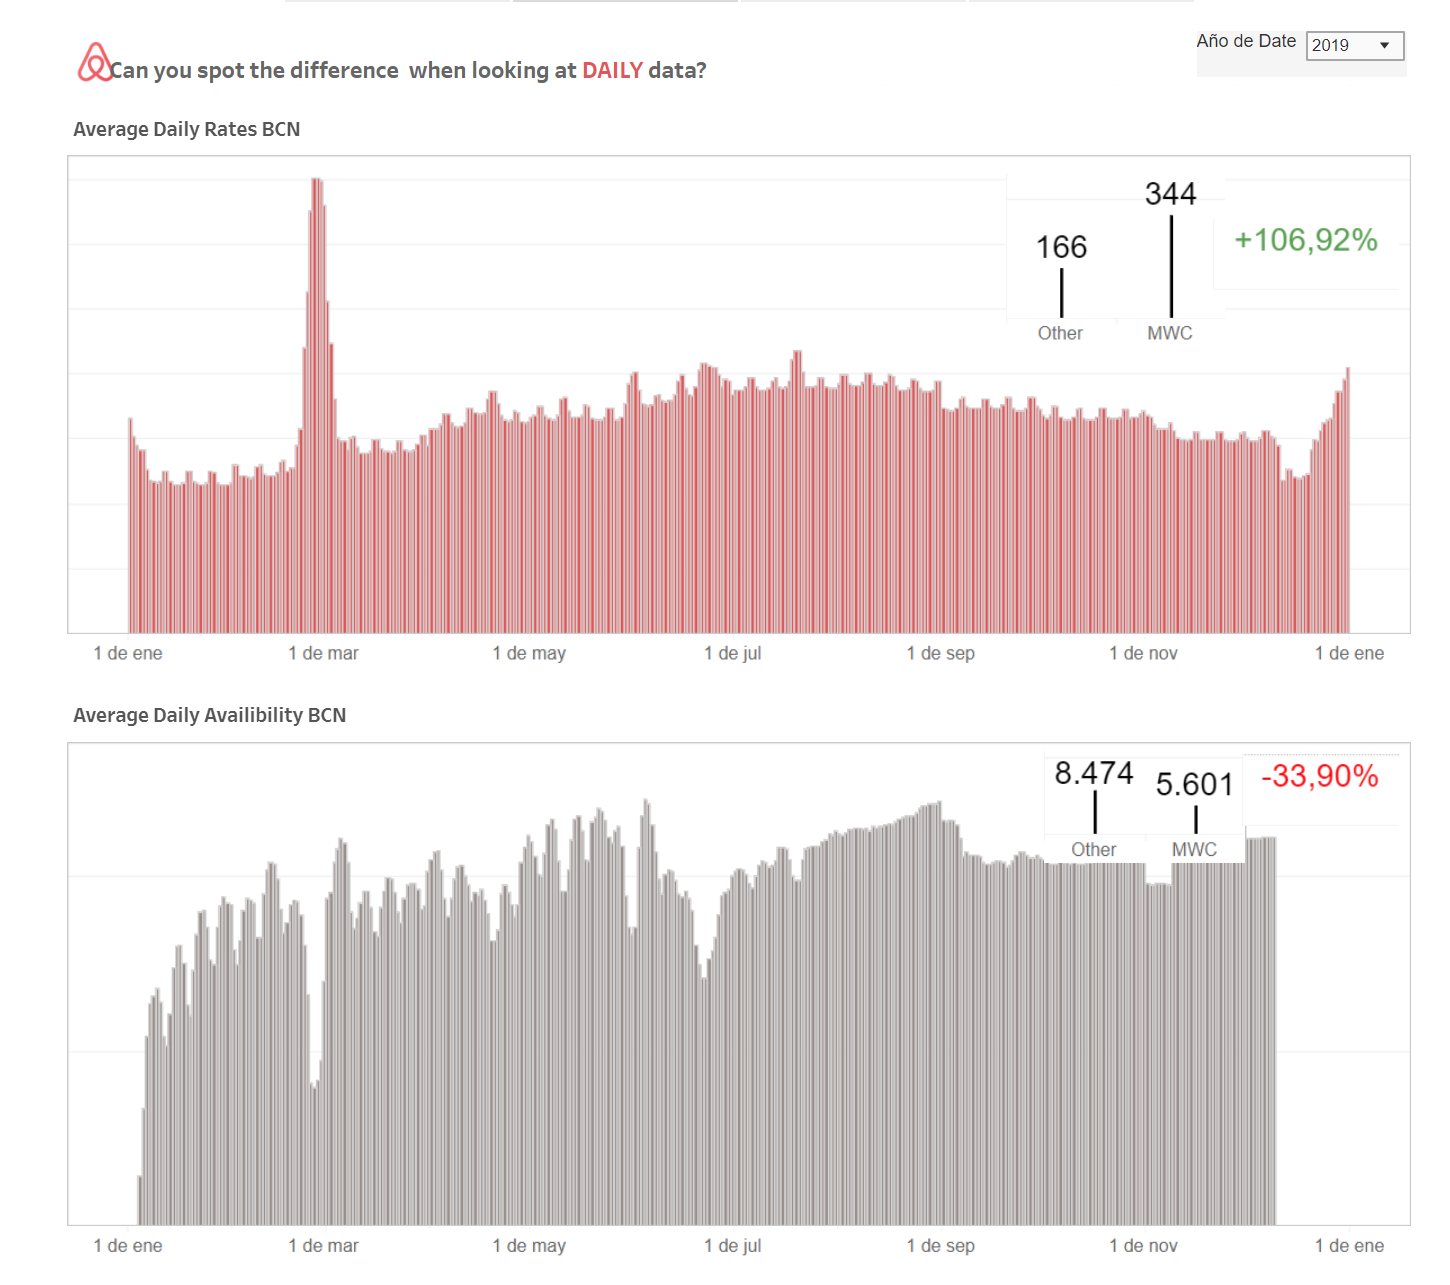 Año de Date 2019
Can you spot the difference when looking at DAILY data?
Average Daily Rates BCN
344
166
+106,92%
Other MWC
1 de ene 1 de mar 1 de may 1 de jul 1 de sep 1 de nov 1 de ene
Average Daily Availibility BCN
8.474 5.601 -33,90%
Other MWC
1 de ene 1 de mar 1 de may 1 de jul 1 de sep 1 de nov 1 de ene